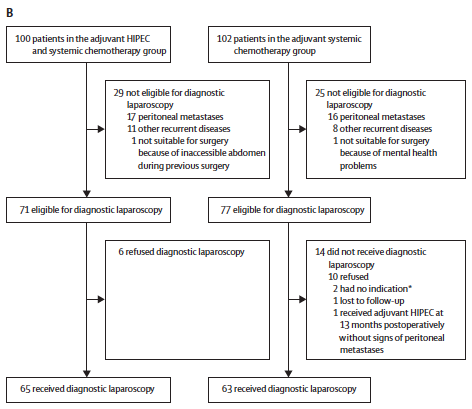 B
100 patients in the adjuvant HIPEC
and systemic chemotherapy group
102 patients in the adjuvant systemic
chemotherapy group
29 not eligible for diagnostic
laparoscopy
17 peritoneal metastases
11 other recurrent diseases
1 not suitable for surgery
because of inaccessible abdomen
during previous surgery
25 not eligible for diagnostic
laparoscopy
16 peritoneal metastases
8 other recurrent diseases
1 not suitable for surgery
because of mental health
problems
71 eligible for diagnostic laparoscopy
77 eligible for diagnostic laparoscopy
6 refused diagnostic laparoscopy
14 did not receive diagnostic
laparoscopy
10 refused
2 had no indication*
1 lost to follow-up
1 received adjuvant HIPEC at
13 months postoperatively
without signs of peritoneal
metastases
65 received diagnostic laparoscopy
63 received diagnostic laparoscopy